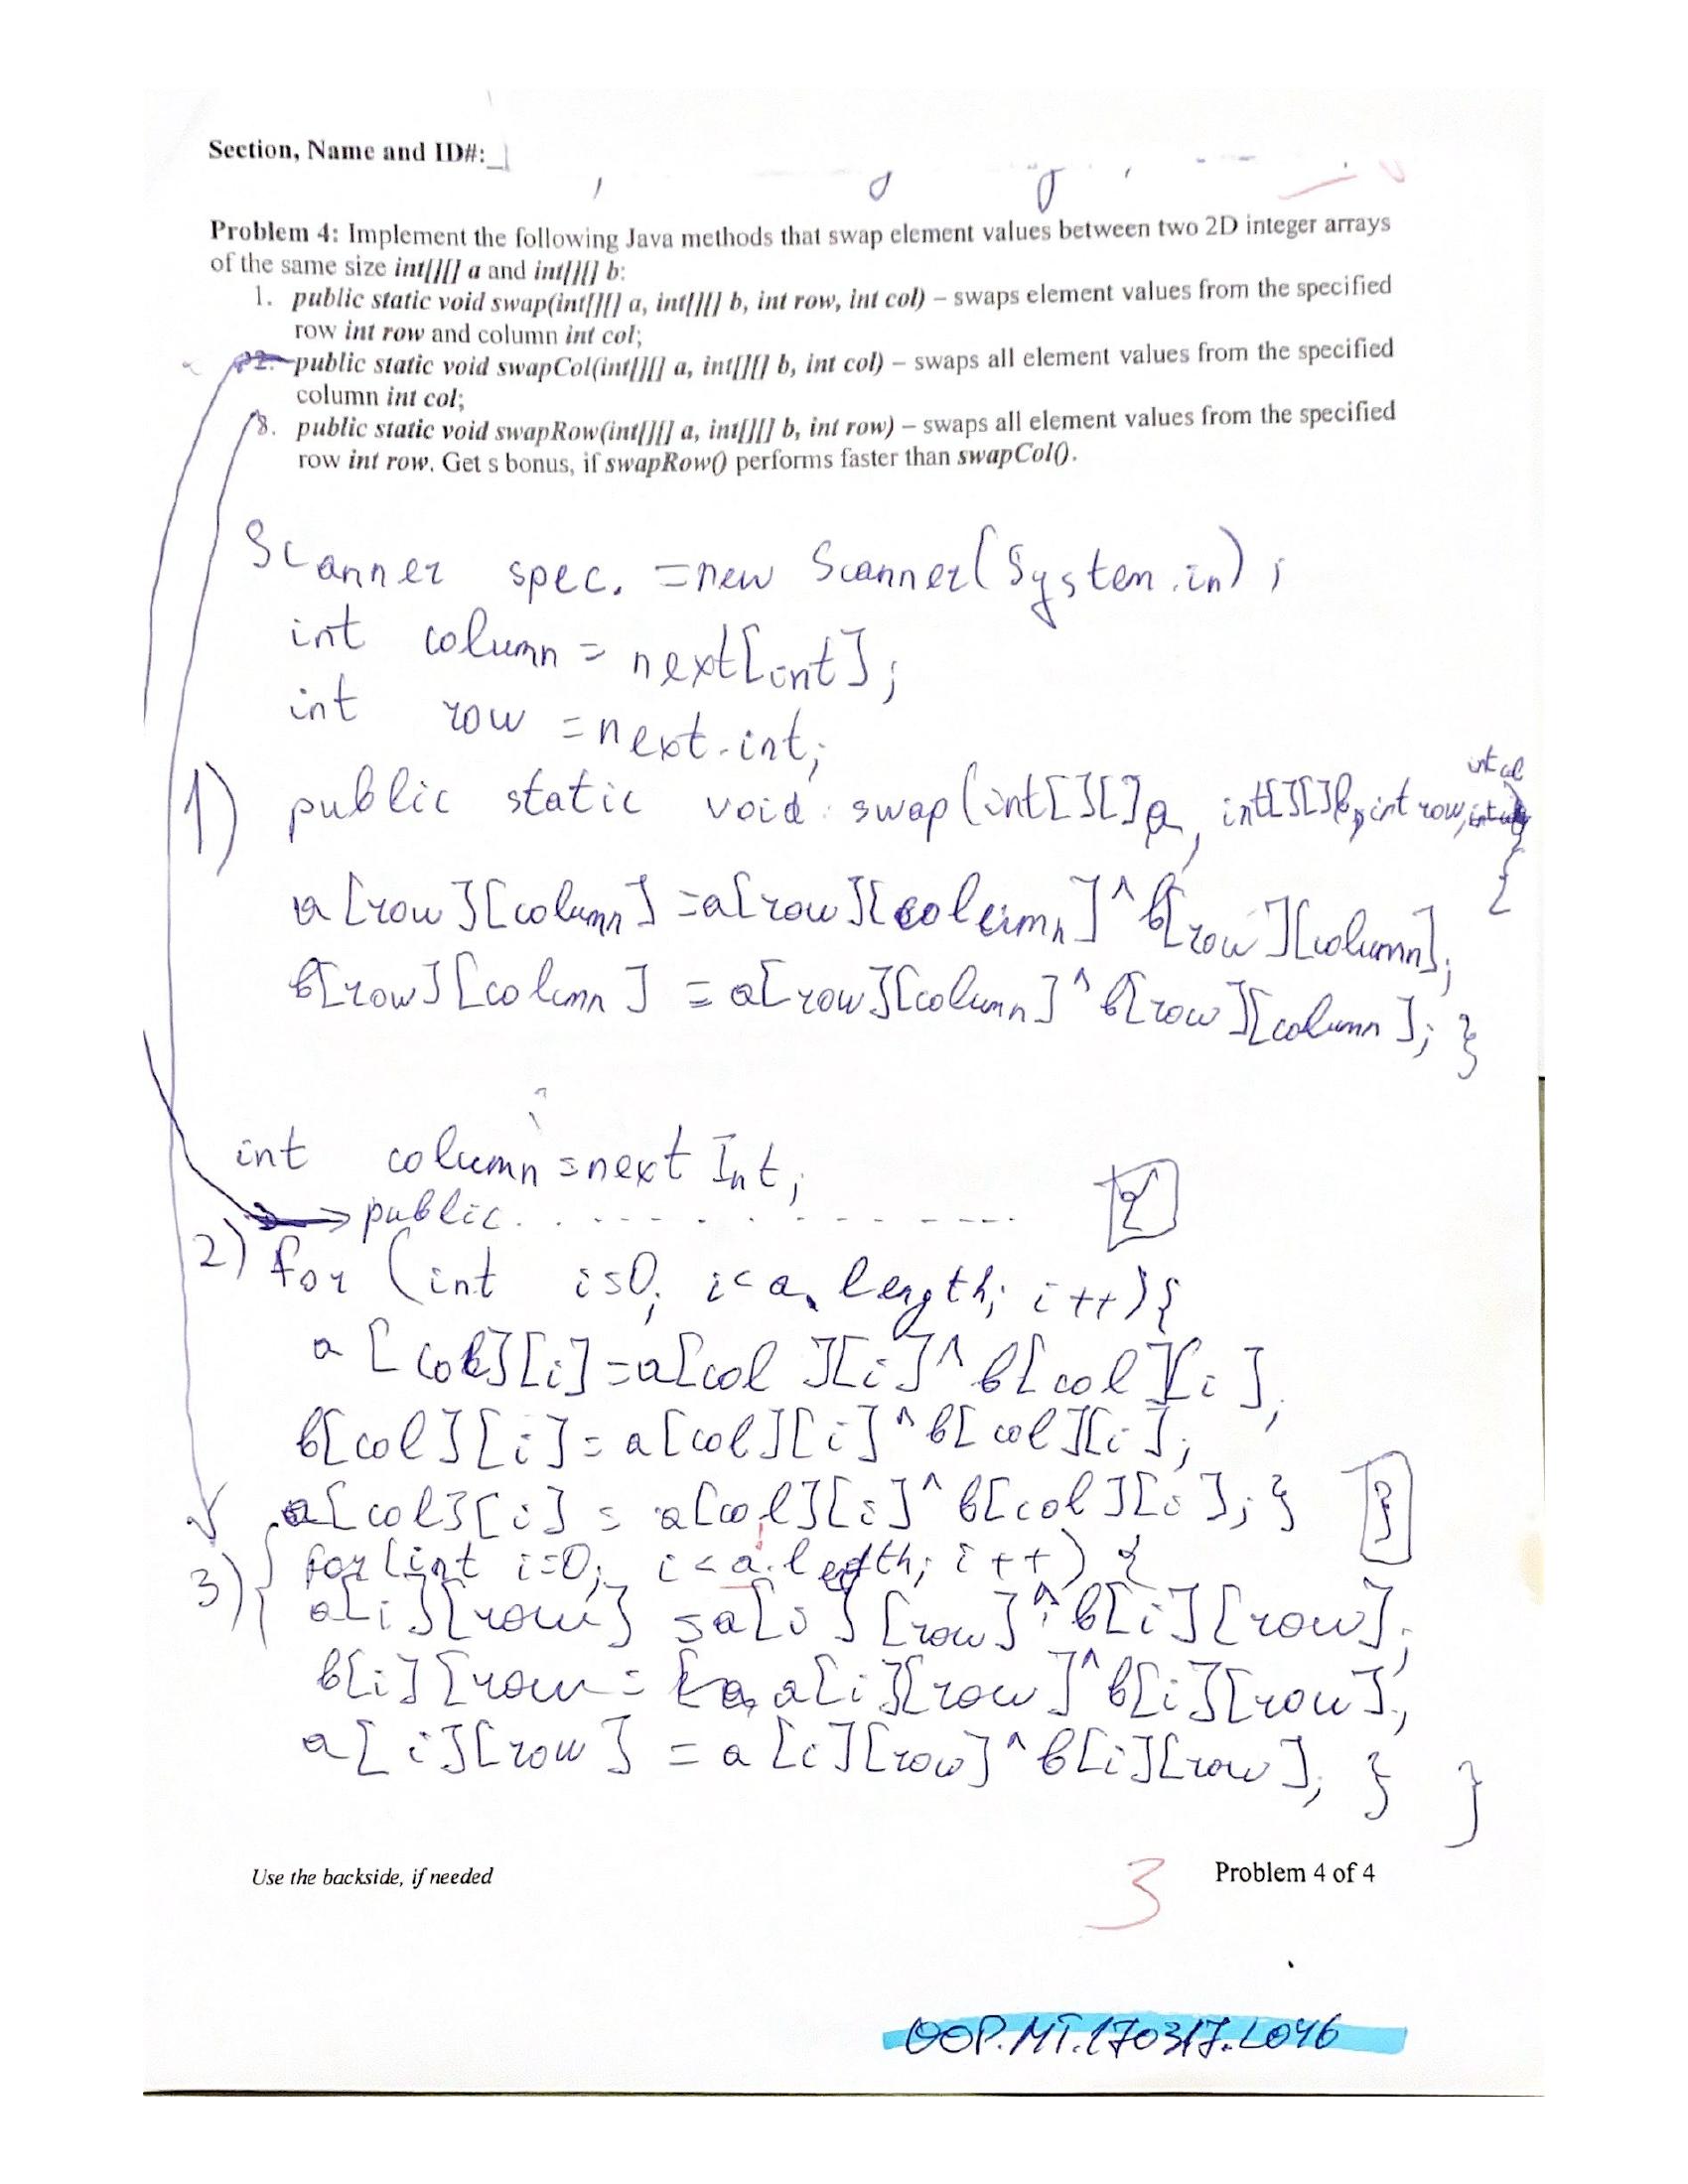 Section, Name and ID#:
Problem 4: Implement the following Java methods that swap element values between two 2D integer arrays
of the same size int[][] a and int[][] b:
1. public static void swap(int[][] a, int[][] b, int row, int col) – swaps element values from the specified
row int row and column int col;
2. public static void swapCol(int[][] a, int[][] b, int col) – swaps all element values from the specified
column int col;
3. public static void swapRow(int[][] a, int[][] b, int row) – swaps all element values from the specified
row int row. Get s bonus, if swapRow() performs faster than swapCol().
Scanner spec. = new Scanner(System.in);
int column = next[int];
int row = next.int;
int col
1) public static void swap(int[][]a, int[][]b, int row,
{
a[row][column] = a[row][column]^b[row][column];
b[row][column] = a[row][column]^b[row][column]; }
int column = next Int;
→ public. . . . . . . . . . . . . {
2) for (int i=0; i<a.length; i++){
a[col][i]=a[col][i]^b[col][i];
b[col][i]=a[col][i]^b[col][i];
a[col][i] = a[col][i]^b[col][i]; } }
3) { for(int i=0; i<a.length; i++) {
a[i][row] = a[i][row]^b[i][row];
b[i][row = a[i][row]^b[i][row];
a[i][row] = a[i][row]^b[i][row]; } }
Use the backside, if needed
3
Problem 4 of 4
OOP.MT.170317.L046